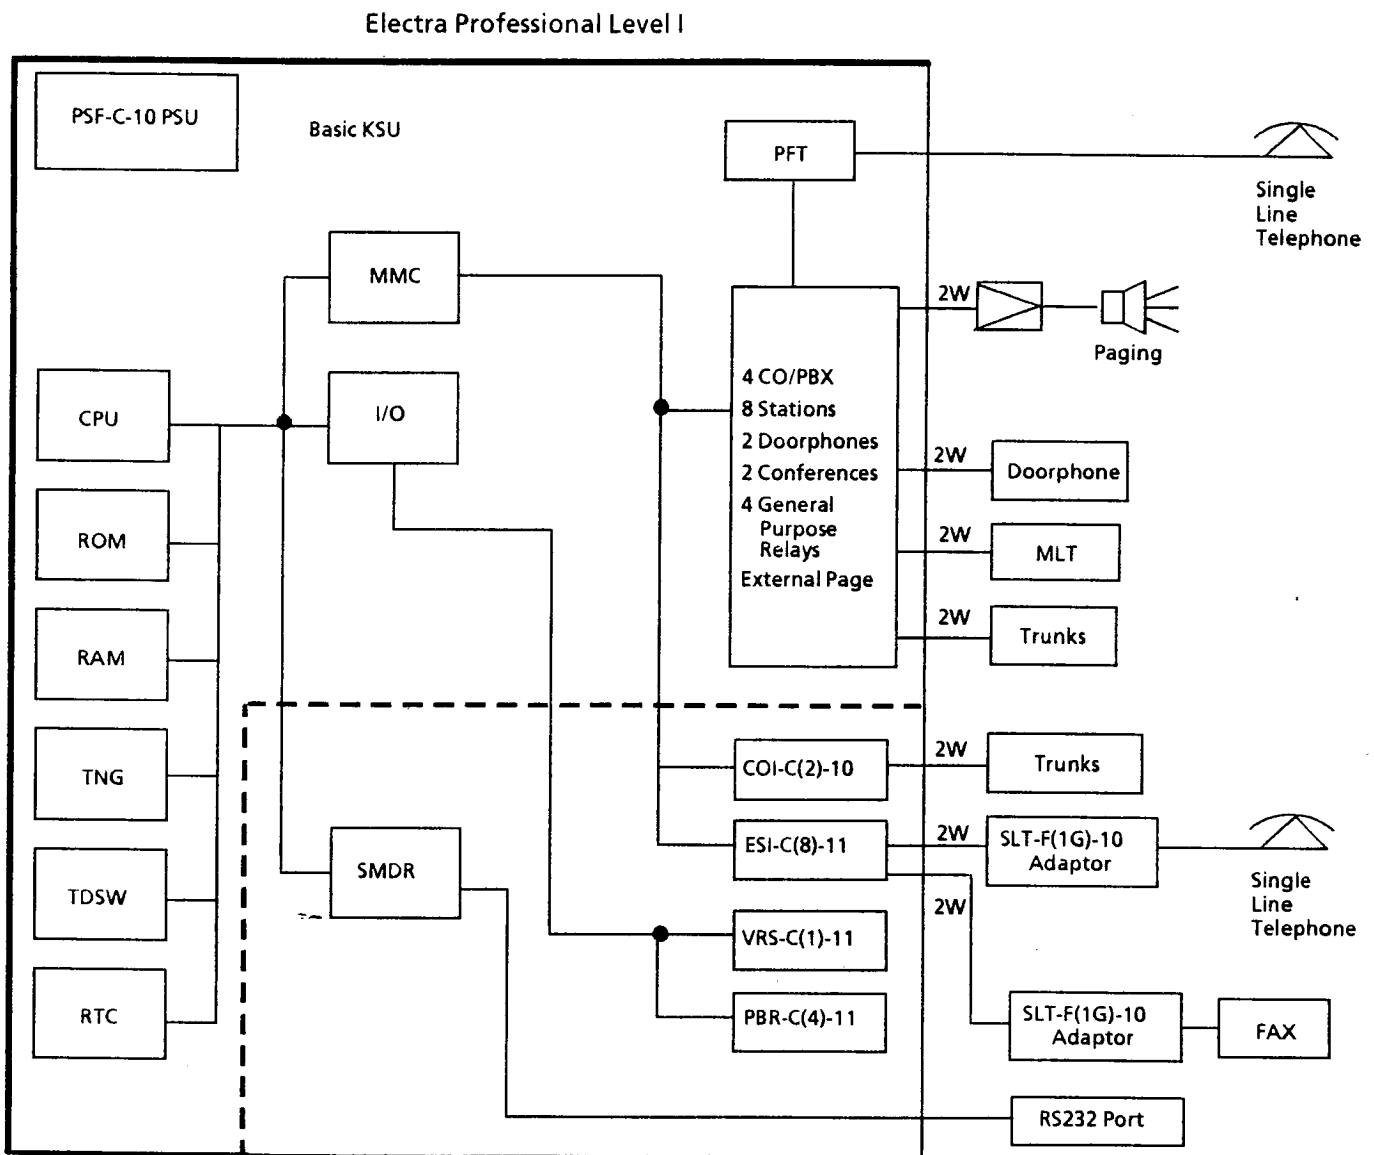 Electra Professional Level I
PSF-C-10 PSU
Basic KSU
PFT
Single
Line
Telephone
MMC
2W
Paging
CPU
I/O
4 CO/PBX
8 Stations
2 Doorphones
2 Conferences
4 General
Purpose
Relays
External Page
2W
Doorphone
ROM
2W
MLT
RAM
2W
Trunks
TNG
COI-C(2)-10
2W
Trunks
SMDR
ESI-C(8)-11
2W
SLT-F(1G)-10
Adaptor
Single
Line
Telephone
TDSW
2W
VRS-C(1)-11
RTC
PBR-C(4)-11
SLT-F(1G)-10
Adaptor
FAX
RS232 Port